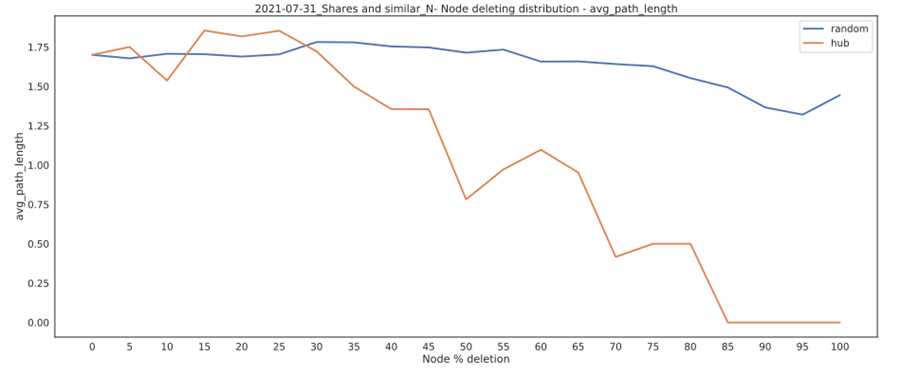 2021-07-31_Shares and similar_N- Node deleting distribution - avg_path_length
random
hub
avg_path_length
1.75
1.50
1.25
1.00
0.75
0.50
0.25
0.00
0 5 10 15 20 25 30 35 40 45 50 55 60 65 70 75 80 85 90 95 100
Node % deletion